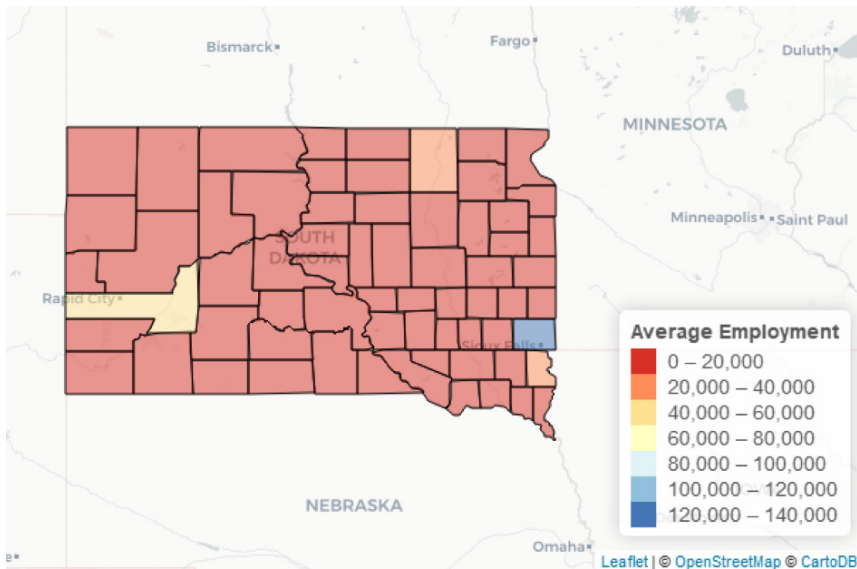 Bismarck
Fargo
Duluth
MINNESOTA
Minneapolis
Saint Paul
SOUTH
DAKOTA
Rapid City
Sioux Falls
NEBRASKA
Omaha
Average Employment
0 – 20,000
20,000 – 40,000
40,000 – 60,000
60,000 – 80,000
80,000 – 100,000
100,000 – 120,000
120,000 – 140,000
Leaflet | © OpenStreetMap © CartoDB